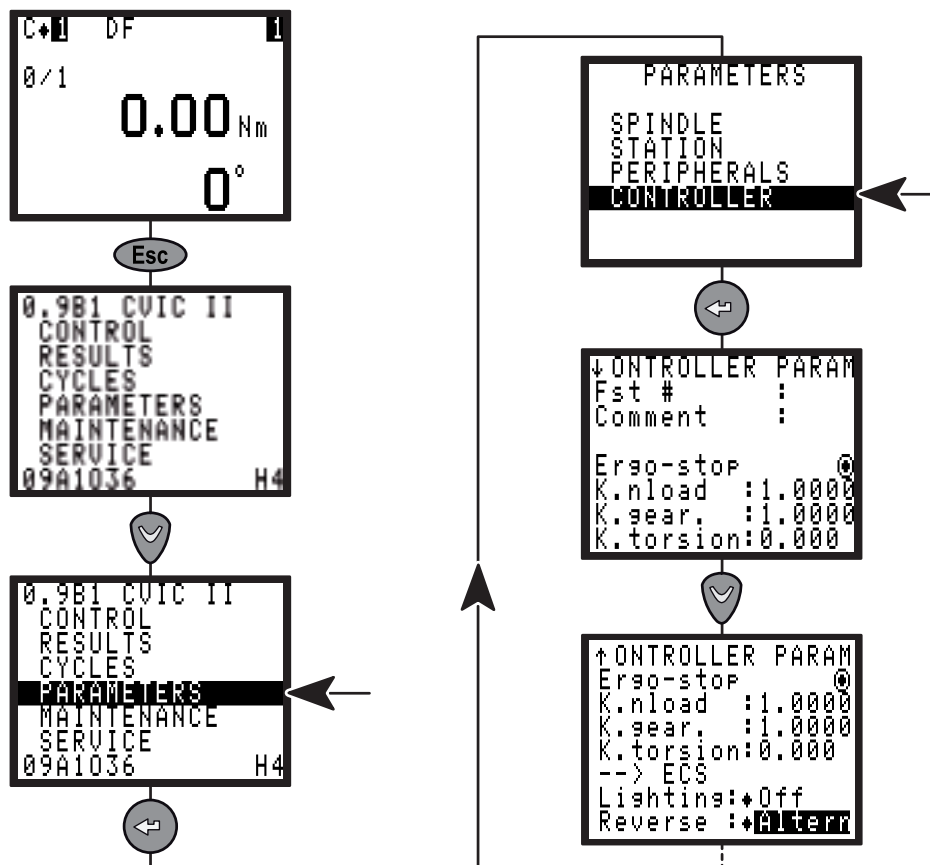 C♦1 DF 1
0/1
0.00 Nm
0°
Esc
0.9B1 CVIC II
CONTROL
RESULTS
CYCLES
PARAMETERS
MAINTENANCE
SERVICE
09A1036 H4
0.9B1 CVIC II
CONTROL
RESULTS
CYCLES
PARAMETERS
MAINTENANCE
SERVICE
09A1036 H4
PARAMETERS
SPINDLE
STATION
PERIPHERALS
CONTROLLER
↓ONTROLLER PARAM
Fst # :
Comment :
Ergo-stop
K.nload :1.0000
K.gear. :1.0000
K.torsion:0.000
↑ONTROLLER PARAM
Ergo-stop
K.nload :1.0000
K.gear. :1.0000
K.torsion:0.000
--> ECS
Lighting:♦Off
Reverse :♦Altern